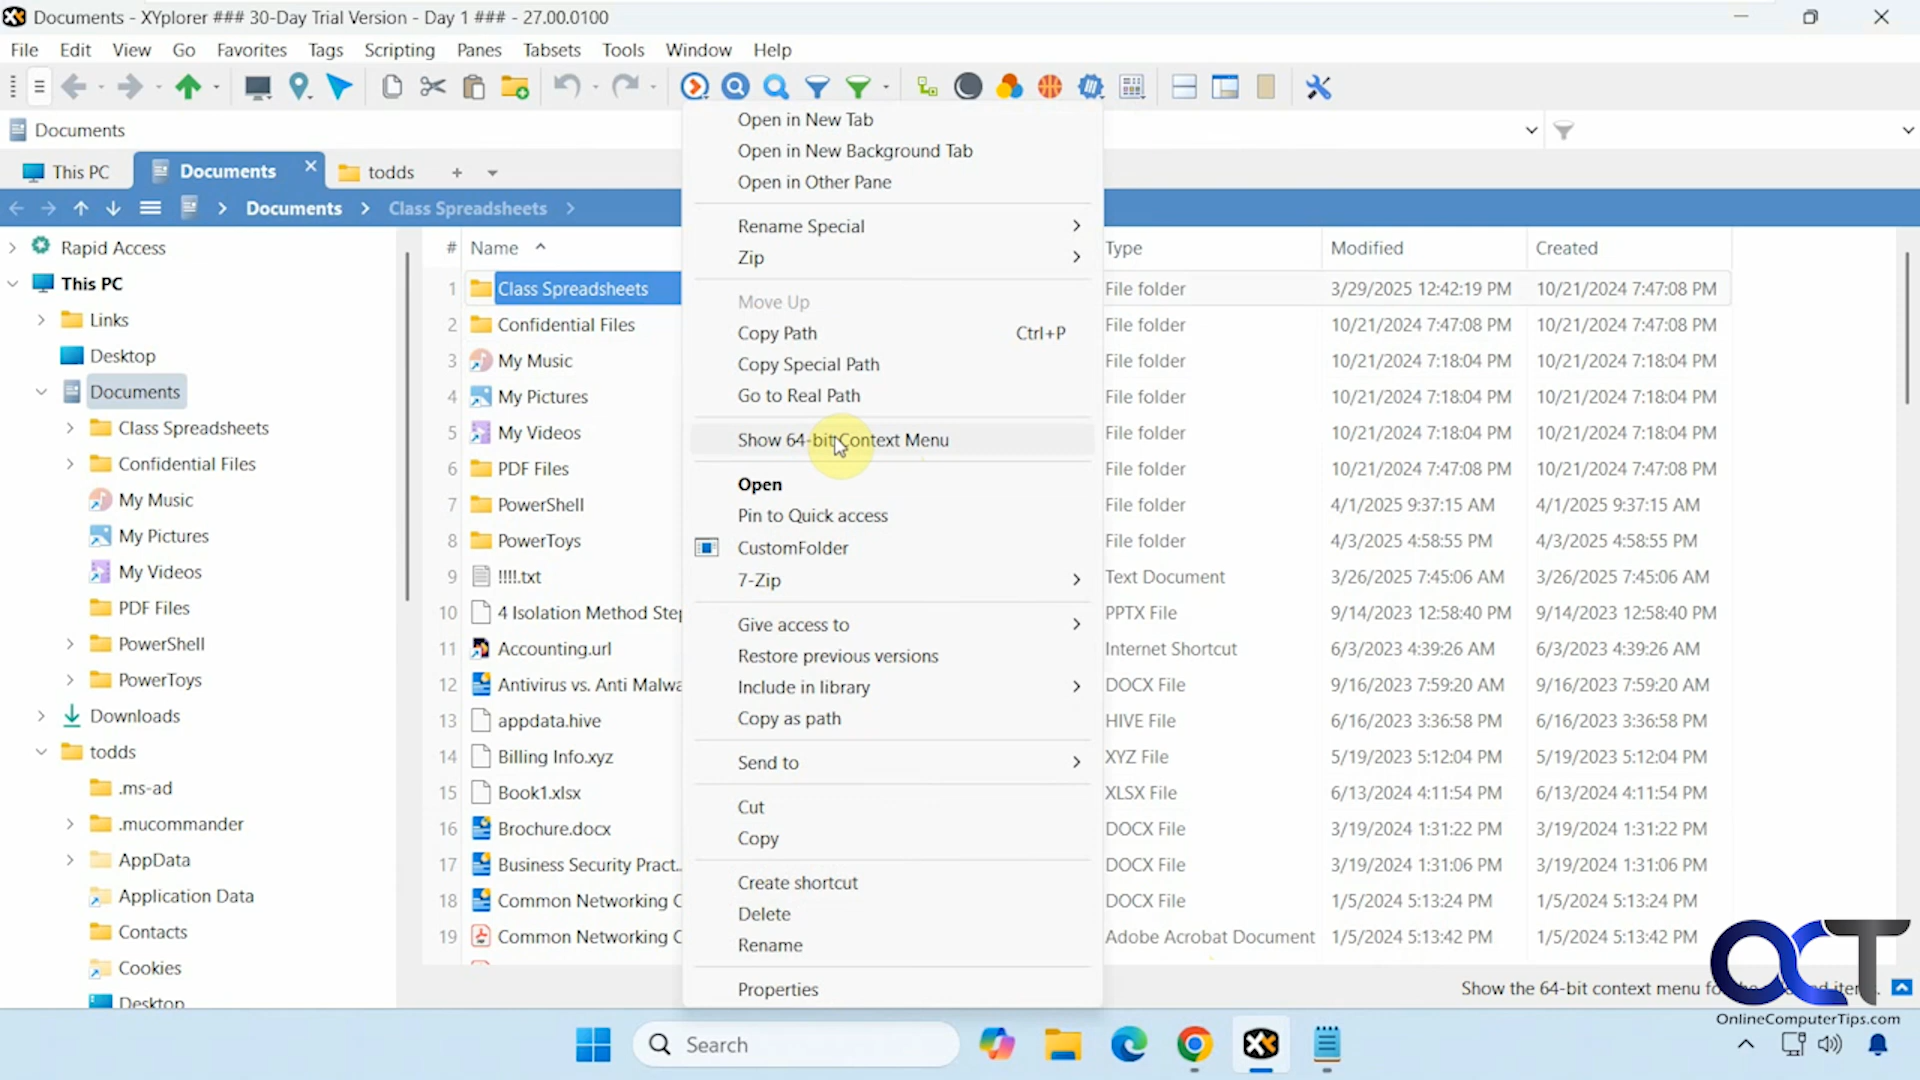 Documents - XYplorer ### 30-Day Trial Version - Day 1 ### - 27.00.0100
File Edit View Go Favorites Tags Scripting Panes Tabsets Tools Window Help
Documents
This PC Documents todds
Documents > Class Spreadsheets >
Rapid Access
This PC
Links
Desktop
Documents
Class Spreadsheets
Confidential Files
My Music
My Pictures
My Videos
PDF Files
PowerShell
PowerToys
Downloads
todds
.ms-ad
.mucommander
AppData
Application Data
Contacts
Cookies
Desktop
# Name Type Modified Created
1 Class Spreadsheets File folder 3/29/2025 12:42:19 PM 10/21/2024 7:47:08 PM
2 Confidential Files File folder 10/21/2024 7:47:08 PM 10/21/2024 7:47:08 PM
3 My Music File folder 10/21/2024 7:18:04 PM 10/21/2024 7:18:04 PM
4 My Pictures File folder 10/21/2024 7:18:04 PM 10/21/2024 7:18:04 PM
5 My Videos File folder 10/21/2024 7:18:04 PM 10/21/2024 7:18:04 PM
6 PDF Files File folder 10/21/2024 7:47:08 PM 10/21/2024 7:47:08 PM
7 PowerShell File folder 4/1/2025 9:37:15 AM 4/1/2025 9:37:15 AM
8 PowerToys File folder 4/3/2025 4:58:55 PM 4/3/2025 4:58:55 PM
9 !!!!.txt Text Document 3/26/2025 7:45:06 AM 3/26/2025 7:45:06 AM
10 4 Isolation Method Step PPTX File 9/14/2023 12:58:40 PM 9/14/2023 12:58:40 PM
11 Accounting.url Internet Shortcut 6/3/2023 4:39:26 AM 6/3/2023 4:39:26 AM
12 Antivirus vs. Anti Malwa DOCX File 9/16/2023 7:59:20 AM 9/16/2023 7:59:20 AM
13 appdata.hive HIVE File 6/16/2023 3:36:58 PM 6/16/2023 3:36:58 PM
14 Billing Info.xyz XYZ File 5/19/2023 5:12:04 PM 5/19/2023 5:12:04 PM
15 Book1.xlsx XLSX File 6/13/2024 4:11:54 PM 6/13/2024 4:11:54 PM
16 Brochure.docx DOCX File 3/19/2024 1:31:22 PM 3/19/2024 1:31:22 PM
17 Business Security Pract.. DOCX File 3/19/2024 1:31:06 PM 3/19/2024 1:31:06 PM
18 Common Networking C DOCX File 1/5/2024 5:13:24 PM 1/5/2024 5:13:24 PM
19 Common Networking C Adobe Acrobat Document 1/5/2024 5:13:42 PM 1/5/2024 5:13:42 PM
Open in New Tab
Open in New Background Tab
Open in Other Pane
Rename Special
Zip
Move Up
Copy Path Ctrl+P
Copy Special Path
Go to Real Path
Show 64-bit Context Menu
Open
Pin to Quick access
CustomFolder
7-Zip
Give access to
Restore previous versions
Include in library
Copy as path
Send to
Cut
Copy
Create shortcut
Delete
Rename
Properties
Show the 64-bit context menu
OCT
OnlineComputerTips.com
Search